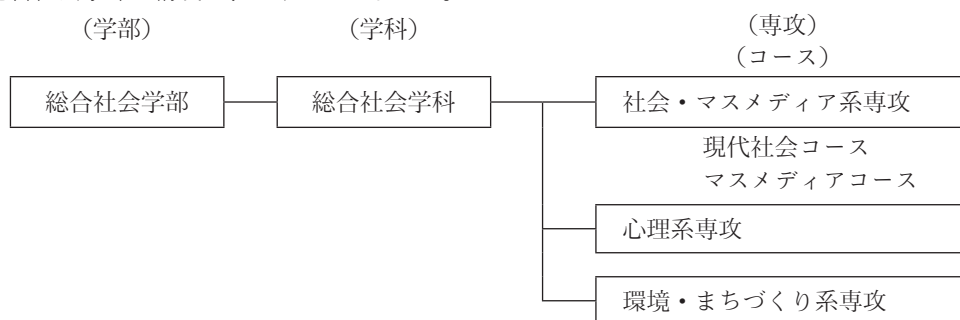 (学部)
(学科)
(専攻)
(コース)
総合社会学部
総合社会学科
社会・マスメディア系専攻
現代社会コース
マスメディアコース
心理系専攻
環境・まちづくり系専攻